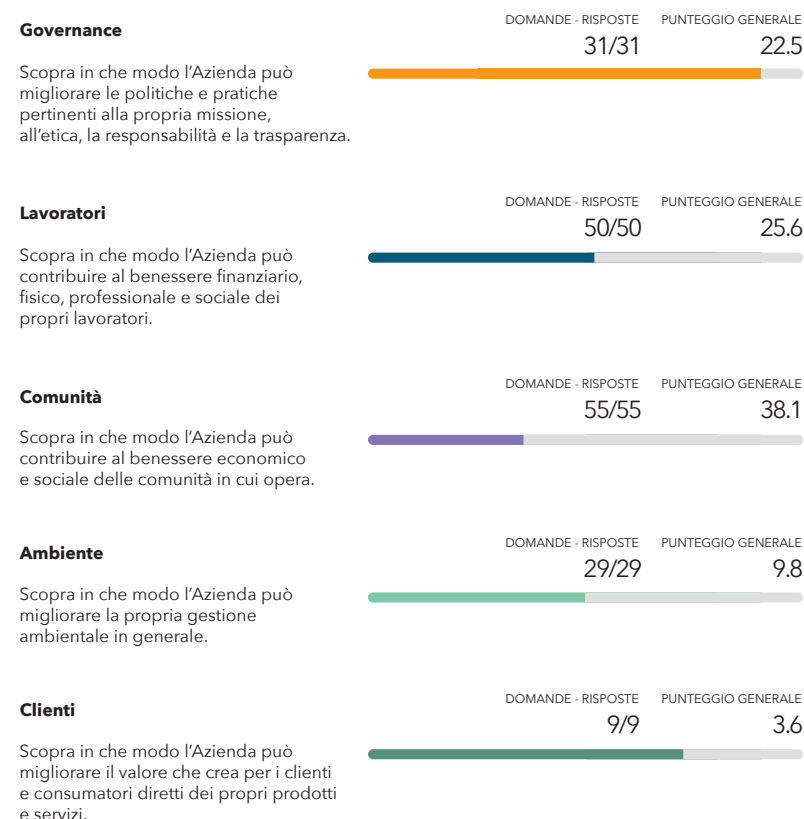 Governance
DOMANDE - RISPOSTE PUNTEGGIO GENERALE
31/31 22.5
Scopra in che modo l'Azienda può
migliorare le politiche e pratiche
pertinenti alla propria missione,
all'etica, la responsabilità e la trasparenza.
Lavoratori
DOMANDE - RISPOSTE PUNTEGGIO GENERALE
50/50 25.6
Scopra in che modo l'Azienda può
contribuire al benessere finanziario,
fisico, professionale e sociale dei
propri lavoratori.
Comunità
DOMANDE - RISPOSTE PUNTEGGIO GENERALE
55/55 38.1
Scopra in che modo l'Azienda può
contribuire al benessere economico
e sociale delle comunità in cui opera.
Ambiente
DOMANDE - RISPOSTE PUNTEGGIO GENERALE
29/29 9.8
Scopra in che modo l'Azienda può
migliorare la propria gestione
ambientale in generale.
Clienti
DOMANDE - RISPOSTE PUNTEGGIO GENERALE
9/9 3.6
Scopra in che modo l'Azienda può
migliorare il valore che crea per i clienti
e consumatori diretti dei propri prodotti
e servizi.